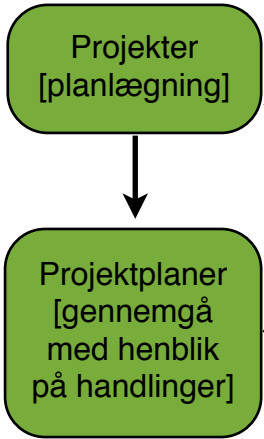 Projekter
[planlægning]
Projektplaner
[gennemgå
med henblik
på handlinger]